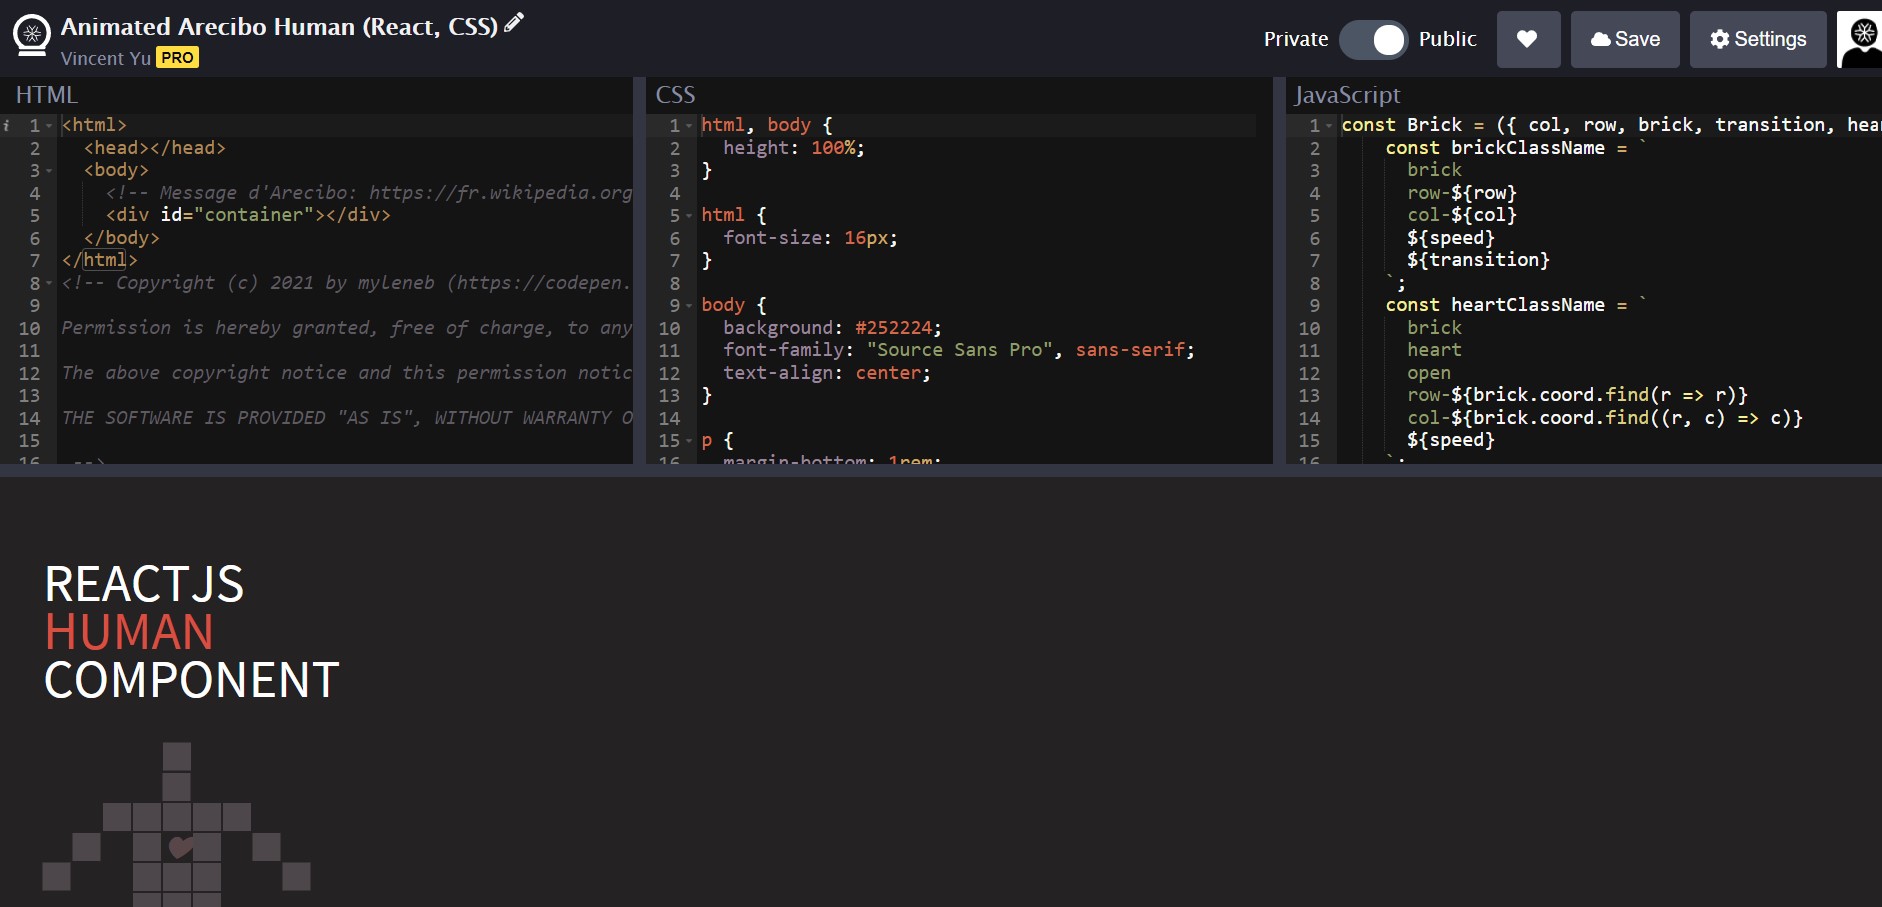 Animated Arecibo Human (React, CSS)
Vincent Yu PRO
Private Public
Save
Settings
HTML
1 <html>
2 <head></head>
3 <body>
4 <!-- Message d'Arecibo: https://fr.wikipedia.org
5 <div id="container"></div>
6 </body>
7 </html>
8 <!-- Copyright (c) 2021 by myleneb (https://codepen.
9
10 Permission is hereby granted, free of charge, to any
11
12 The above copyright notice and this permission notic
13
14 THE SOFTWARE IS PROVIDED "AS IS", WITHOUT WARRANTY O
15
16 -->
CSS
1 html, body {
2 height: 100%;
3 }
4
5 html {
6 font-size: 16px;
7 }
8
9 body {
10 background: #252224;
11 font-family: "Source Sans Pro", sans-serif;
12 text-align: center;
13 }
14
15 p {
16 margin-bottom: 1rem;
JavaScript
1 const Brick = ({ col, row, brick, transition, hea
2 const brickClassName = `
3 brick
4 row-${row}
5 col-${col}
6 ${speed}
7 ${transition}
8 `;
9 const heartClassName = `
10 brick
11 heart
12 open
13 row-${brick.coord.find(r => r)}
14 col-${brick.coord.find((r, c) => c)}
15 ${speed}
16 `;
REACTJS
HUMAN
COMPONENT